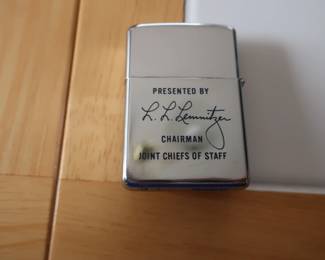 PRESENTED BY
L. L. Lemnitzer
CHAIRMAN
JOINT CHIEFS OF STAFF